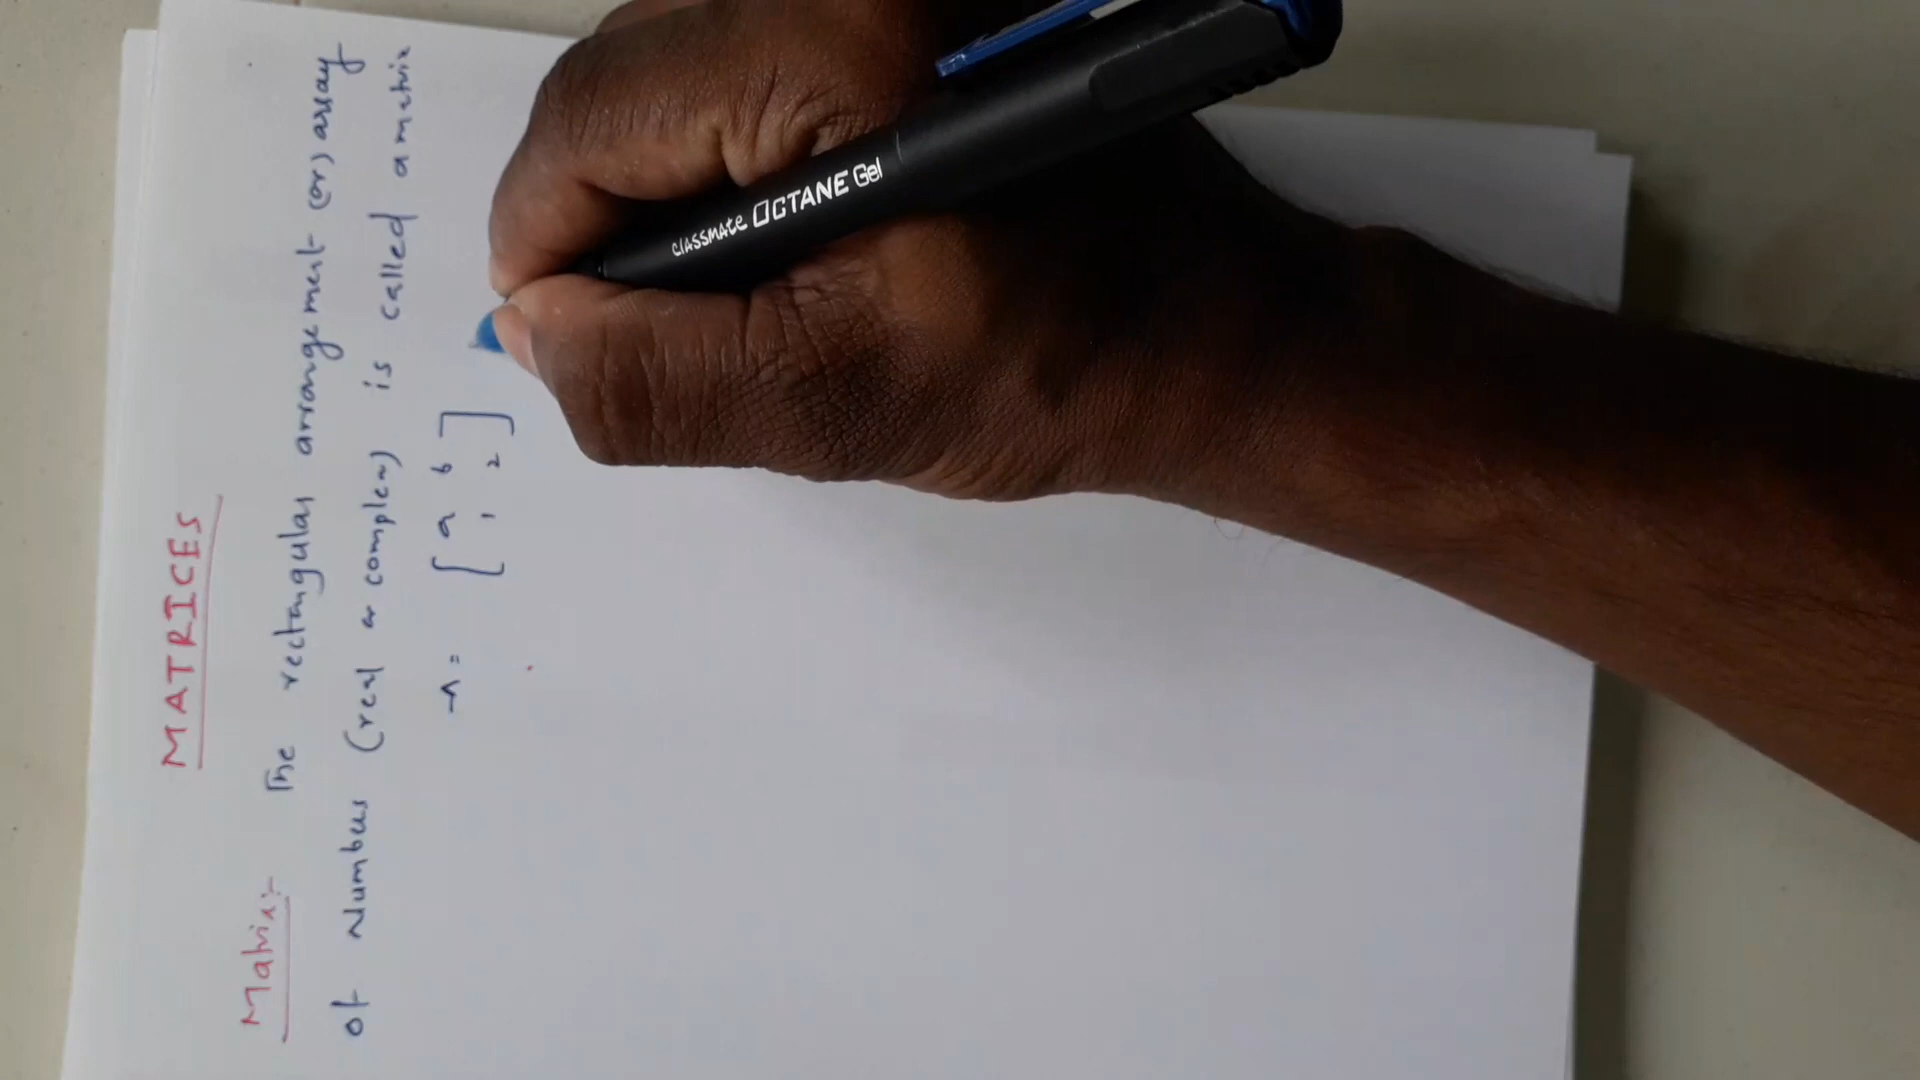 MATRICES
Matrix:- The rectangular arrangement (or) array
of Numbers (real or complex) is called a matrix
A = [ a b
1 2 ]
classmate OCTANE Gel